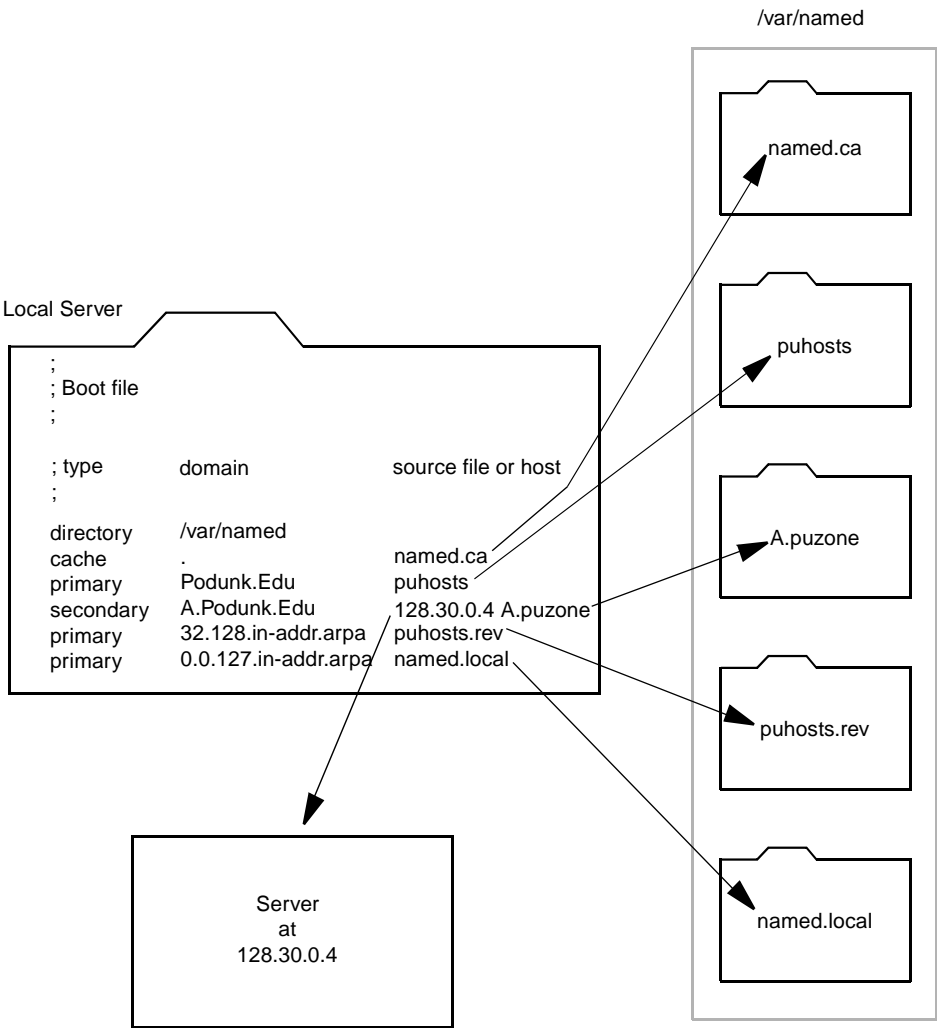 /var/named
named.ca
puhosts
A.puzone
puhosts.rev
named.local
Local Server
;
; Boot file
;
; type domain source file or host
;
directory /var/named
cache . named.ca
primary Podunk.Edu puhosts
secondary A.Podunk.Edu 128.30.0.4 A.puzone
primary 32.128.in-addr.arpa puhosts.rev
primary 0.0.127.in-addr.arpa named.local
Server
at
128.30.0.4